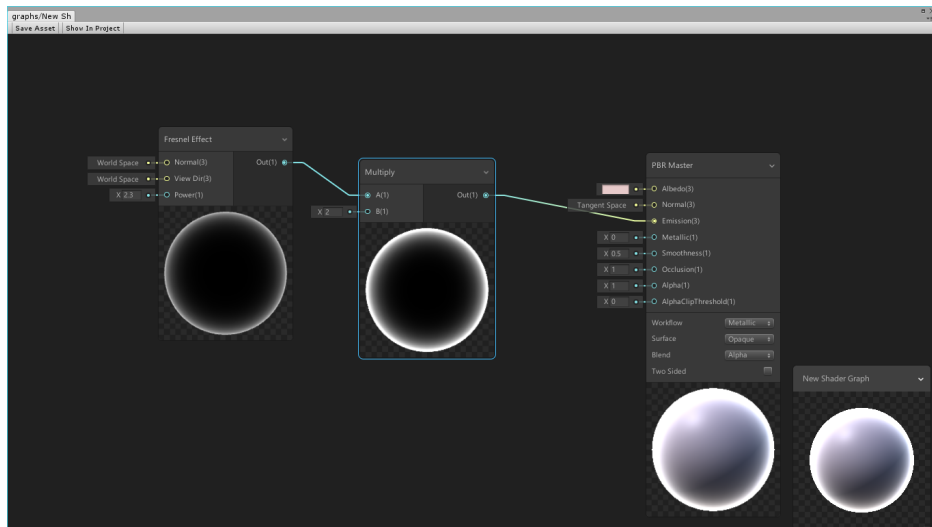 graphs/New Sh
Save Asset Show In Project
Fresnel Effect
World Space Normal(3) Out(1)
World Space View Dir(3)
X 2.3 Power(1)
Multiply
A(1) Out(1)
X 2 B(1)
PBR Master
Albedo(3)
Tangent Space Normal(3)
Emission(3)
X 0 Metallic(1)
X 0.5 Smoothness(1)
X 1 Occlusion(1)
X 1 Alpha(1)
X 0 AlphaClipThreshold(1)
Workflow Metallic
Surface Opaque
Blend Alpha
Two Sided
New Shader Graph